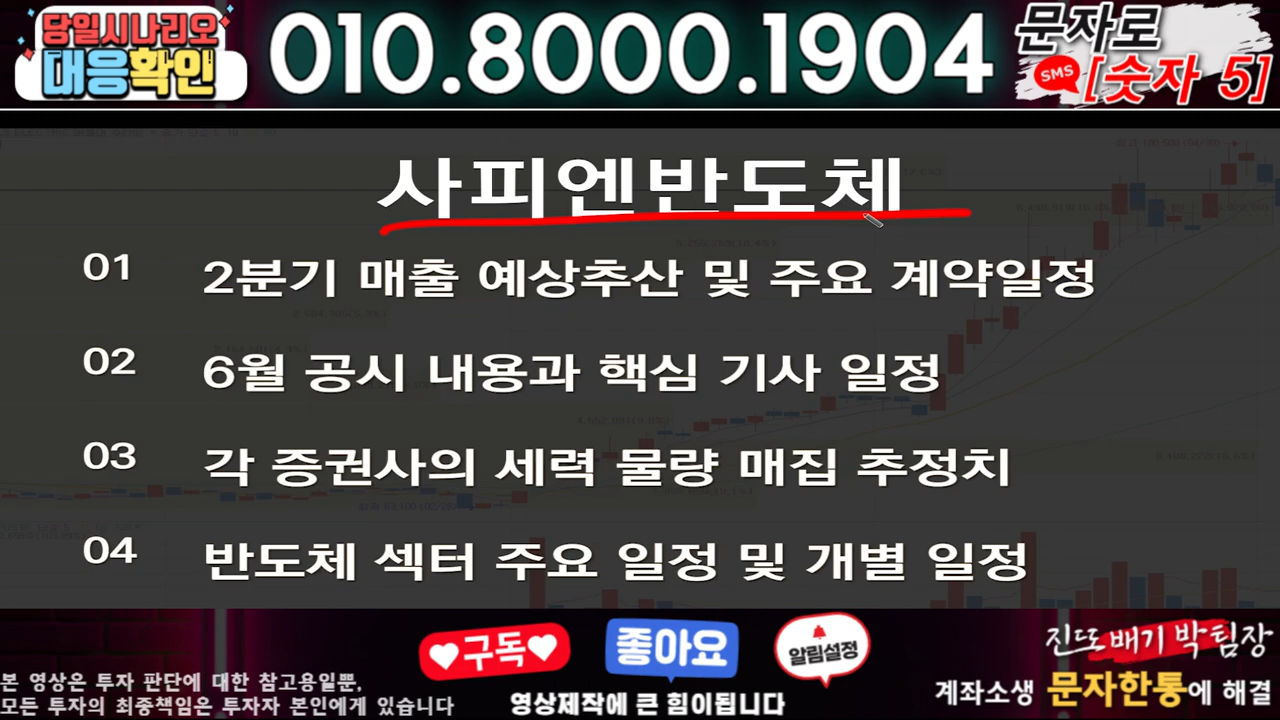 당일시나리오
대응확인
010.8000.1904
문자로
SMS
[숫자 5]
사피엔반도체
01 2분기 매출 예상추산 및 주요 계약일정
02 6월 공시 내용과 핵심 기사 일정
03 각 증권사의 세력 물량 매집 추정치
04 반도체 섹터 주요 일정 및 개별 일정
구독
좋아요
알림설정
영상제작에 큰 힘이됩니다
본 영상은 투자 판단에 대한 참고용일뿐,
모든 투자의 최종책임은 투자자 본인에게 있습니다
진또배기 박팀장
계좌소생 문자한통에 해결